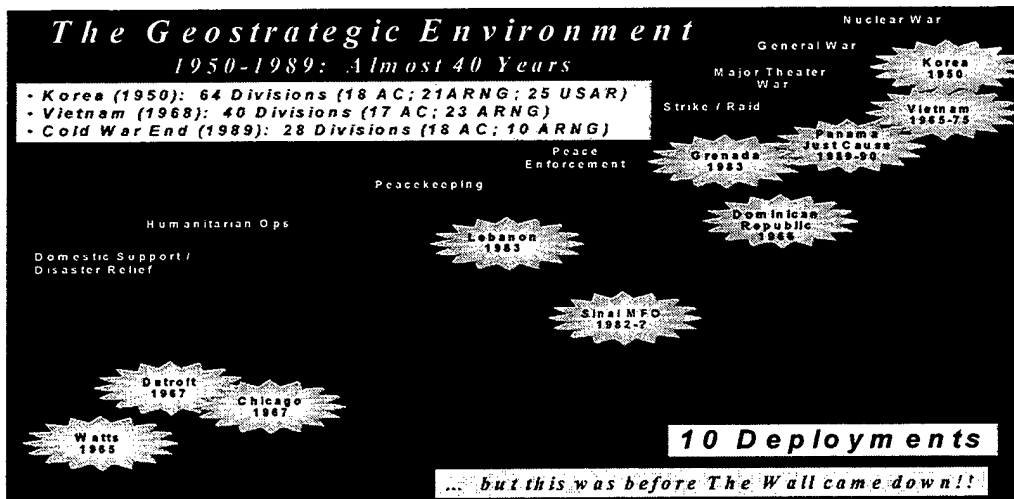 The Geostrategic Environment
1950-1989: Almost 40 Years
• Korea (1950): 64 Divisions (18 AC; 21ARNG; 25 USAR)
• Vietnam (1968): 40 Divisions (17 AC; 23 ARNG)
• Cold War End (1989): 28 Divisions (18 AC; 10 ARNG)
Nuclear War
General War
Major Theater
War
Strike / Raid
Peace
Enforcement
Peacekeeping
Humanitarian Ops
Domestic Support /
Disaster Relief
Korea
1950
Vietnam
1965-75
Panama
Just Cause
1989-90
Grenada
1983
Dominican
Republic
1966
Lebanon
1983
Sinai MFO
1982-?
Detroit
1967
Chicago
1967
Watts
1965
10 Deployments
... but this was before The Wall came down!!